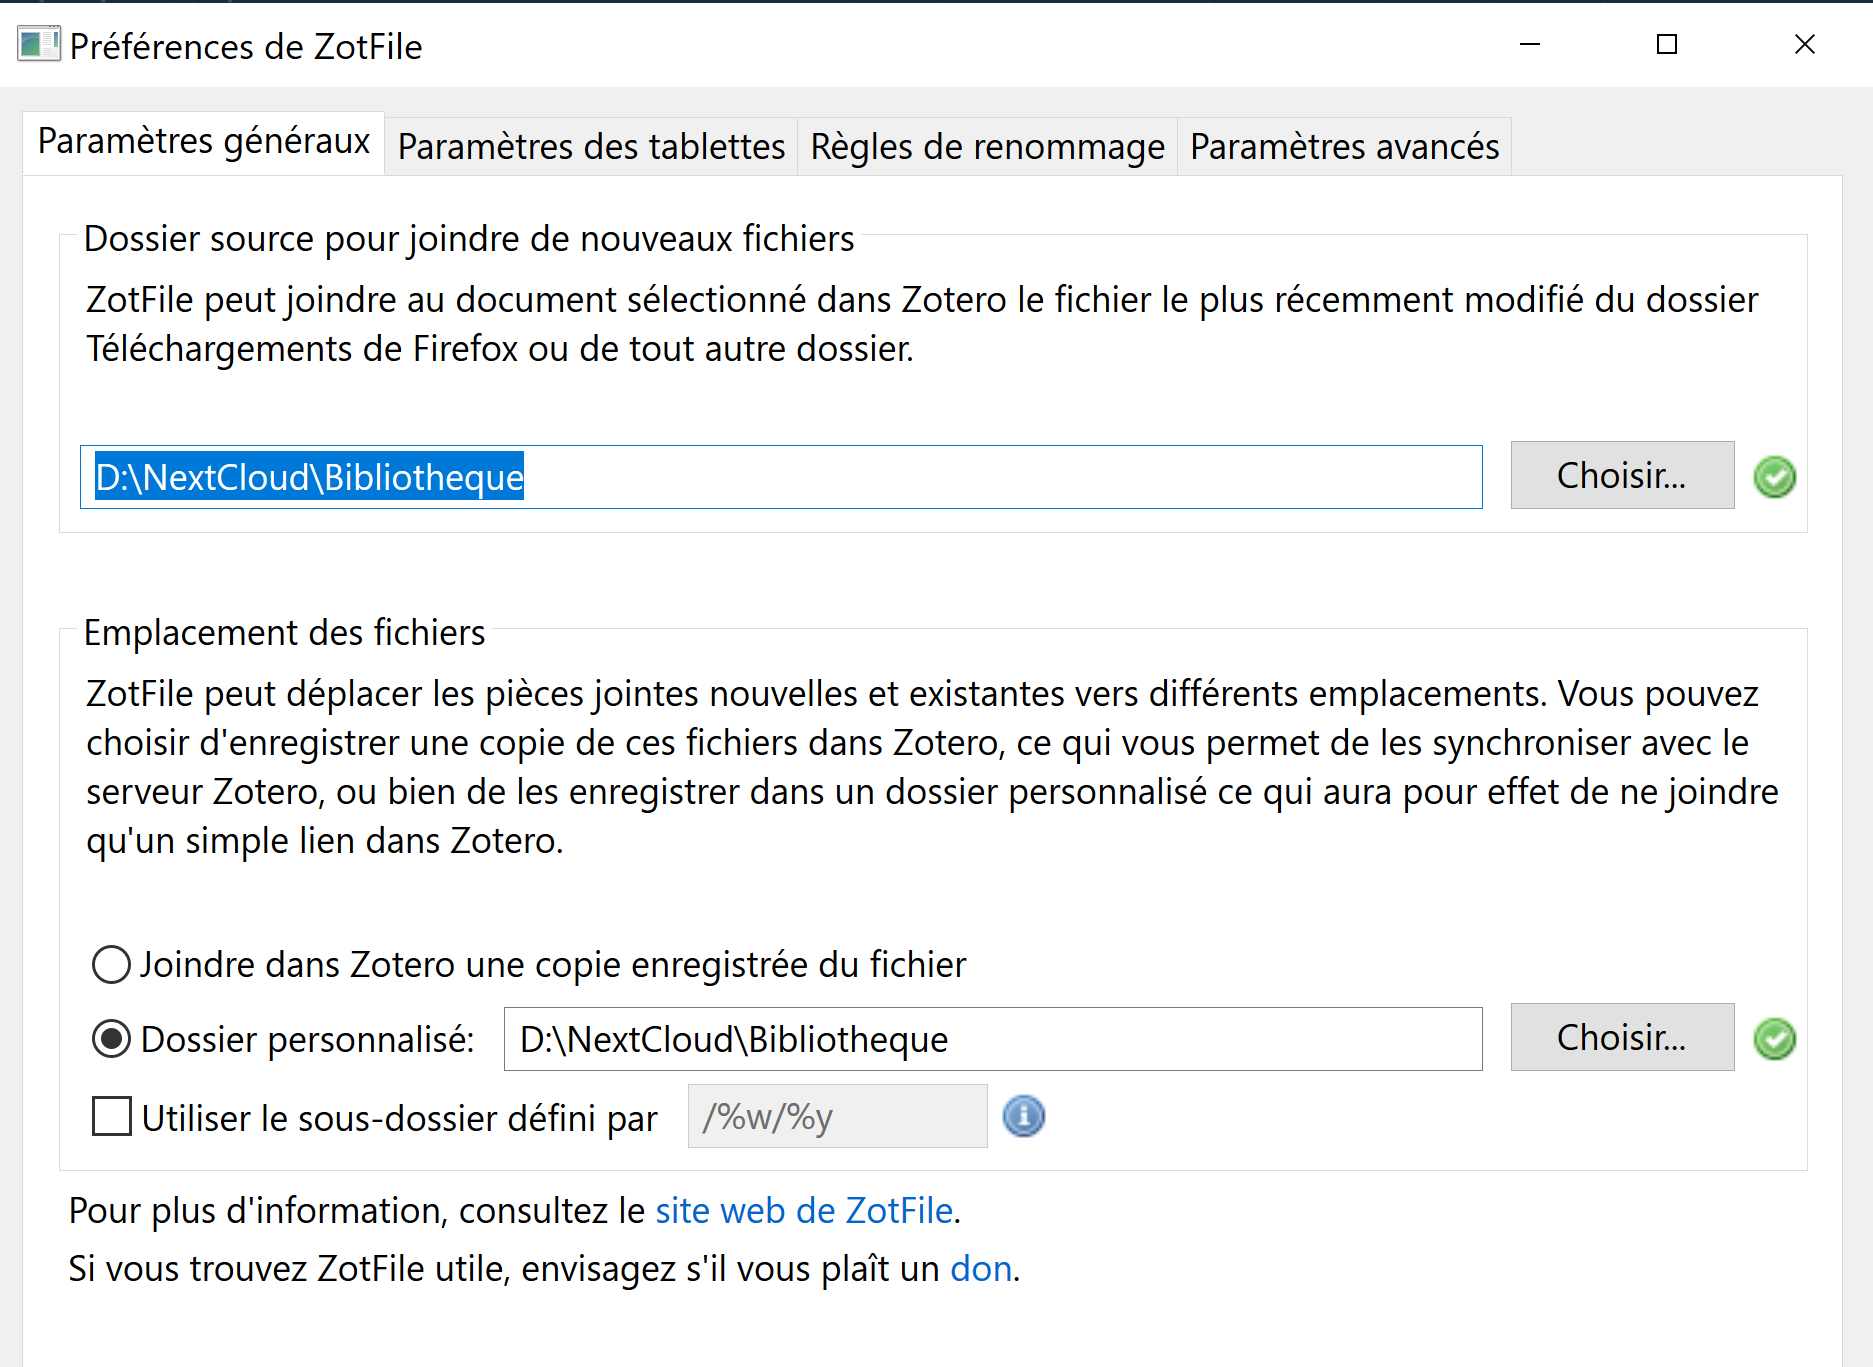 Préférences de ZotFile
Paramètres généraux
Paramètres des tablettes
Règles de renommage
Paramètres avancés
Dossier source pour joindre de nouveaux fichiers
ZotFile peut joindre au document sélectionné dans Zotero le fichier le plus récemment modifié du dossier
Téléchargements de Firefox ou de tout autre dossier.
D:\NextCloud\Bibliotheque
Choisir...
Emplacement des fichiers
ZotFile peut déplacer les pièces jointes nouvelles et existantes vers différents emplacements. Vous pouvez
choisir d'enregistrer une copie de ces fichiers dans Zotero, ce qui vous permet de les synchroniser avec le
serveur Zotero, ou bien de les enregistrer dans un dossier personnalisé ce qui aura pour effet de ne joindre
qu'un simple lien dans Zotero.
Joindre dans Zotero une copie enregistrée du fichier
Dossier personnalisé:
D:\NextCloud\Bibliotheque
Choisir...
Utiliser le sous-dossier défini par
/%w/%y
Pour plus d'information, consultez le site web de ZotFile.
Si vous trouvez ZotFile utile, envisagez s'il vous plaît un don.